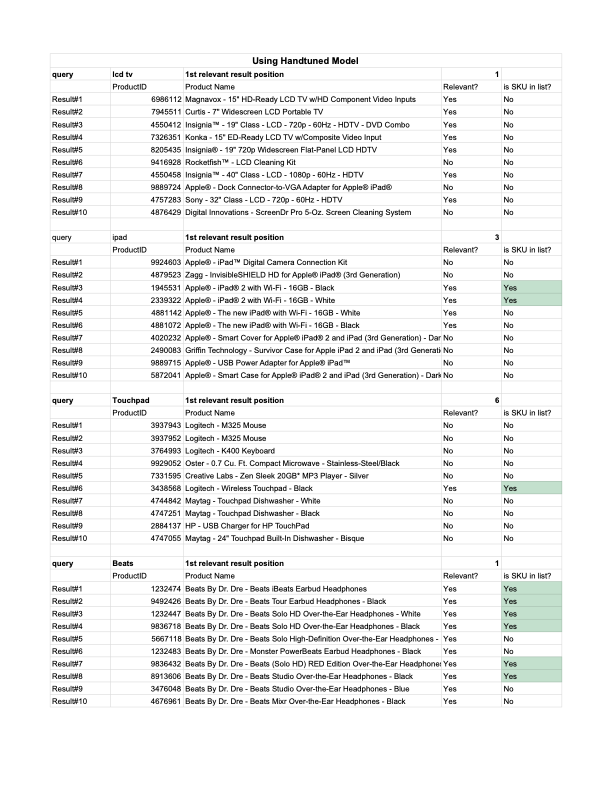 Using Handtuned Model
query lcd tv 1st relevant result position 1
ProductID Product Name Relevant? is SKU in list?
Result#1 6986112 Magnavox - 15" HD-Ready LCD TV w/HD Component Video Inputs Yes No
Result#2 7945511 Curtis - 7" Widescreen LCD Portable TV Yes No
Result#3 4550412 Insignia™ - 19" Class - LCD - 720p - 60Hz - HDTV - DVD Combo Yes No
Result#4 7326351 Konka - 15" ED-Ready LCD TV w/Composite Video Input Yes No
Result#5 8205435 Insignia® - 19" 720p Widescreen Flat-Panel LCD HDTV Yes No
Result#6 9416928 Rocketfish™ - LCD Cleaning Kit No No
Result#7 4550458 Insignia™ - 40" Class - LCD - 1080p - 60Hz - HDTV Yes No
Result#8 9889724 Apple® - Dock Connector-to-VGA Adapter for Apple® iPad® No No
Result#9 4757283 Sony - 32" Class - LCD - 720p - 60Hz - HDTV Yes No
Result#10 4876429 Digital Innovations - ScreenDr Pro 5-Oz. Screen Cleaning System No No
query ipad 1st relevant result position 3
ProductID Product Name Relevant? is SKU in list?
Result#1 9924603 Apple® - iPad™ Digital Camera Connection Kit No No
Result#2 4879523 Zagg - InvisibleSHIELD HD for Apple® iPad® (3rd Generation) No No
Result#3 1945531 Apple® - iPad® 2 with Wi-Fi - 16GB - Black Yes Yes
Result#4 2339322 Apple® - iPad® 2 with Wi-Fi - 16GB - White Yes Yes
Result#5 4881142 Apple® - The new iPad® with Wi-Fi - 16GB - White Yes No
Result#6 4881072 Apple® - The new iPad® with Wi-Fi - 16GB - Black Yes No
Result#7 4020232 Apple® - Smart Cover for Apple® iPad® 2 and iPad (3rd Generation) - Dar No No
Result#8 2490083 Griffin Technology - Survivor Case for Apple iPad 2 and iPad (3rd Generati No No
Result#9 9889715 Apple® - USB Power Adapter for Apple® iPad™ No No
Result#10 5872041 Apple® - Smart Case for Apple® iPad® 2 and iPad (3rd Generation) - Dark No No
query Touchpad 1st relevant result position 6
ProductID Product Name Relevant? is SKU in list?
Result#1 3937943 Logitech - M325 Mouse No No
Result#2 3937952 Logitech - M325 Mouse No No
Result#3 3764993 Logitech - K400 Keyboard No No
Result#4 9929052 Oster - 0.7 Cu. Ft. Compact Microwave - Stainless-Steel/Black No No
Result#5 7331595 Creative Labs - Zen Sleek 20GB* MP3 Player - Silver No No
Result#6 3438568 Logitech - Wireless Touchpad - Black Yes Yes
Result#7 4744842 Maytag - Touchpad Dishwasher - White No No
Result#8 4747251 Maytag - Touchpad Dishwasher - Black No No
Result#9 2884137 HP - USB Charger for HP TouchPad No No
Result#10 4747055 Maytag - 24" Touchpad Built-In Dishwasher - Bisque No No
query Beats 1st relevant result position 1
ProductID Product Name Relevant? is SKU in list?
Result#1 1232474 Beats By Dr. Dre - Beats iBeats Earbud Headphones Yes Yes
Result#2 9492426 Beats By Dr. Dre - Beats Tour Earbud Headphones - Black Yes Yes
Result#3 1232447 Beats By Dr. Dre - Beats Solo HD Over-the-Ear Headphones - White Yes Yes
Result#4 9836718 Beats By Dr. Dre - Beats Solo HD Over-the-Ear Headphones - Black Yes Yes
Result#5 5667118 Beats By Dr. Dre - Beats Solo High-Definition Over-the-Ear Headphones - Yes No
Result#6 1232483 Beats By Dr. Dre - Monster PowerBeats Earbud Headphones - Black Yes No
Result#7 9836432 Beats By Dr. Dre - Beats (Solo HD) RED Edition Over-the-Ear Headphones Yes Yes
Result#8 8913606 Beats By Dr. Dre - Beats Studio Over-the-Ear Headphones - Black Yes Yes
Result#9 3476048 Beats By Dr. Dre - Beats Studio Over-the-Ear Headphones - Blue Yes No
Result#10 4676961 Beats By Dr. Dre - Beats Mixr Over-the-Ear Headphones - Black Yes No